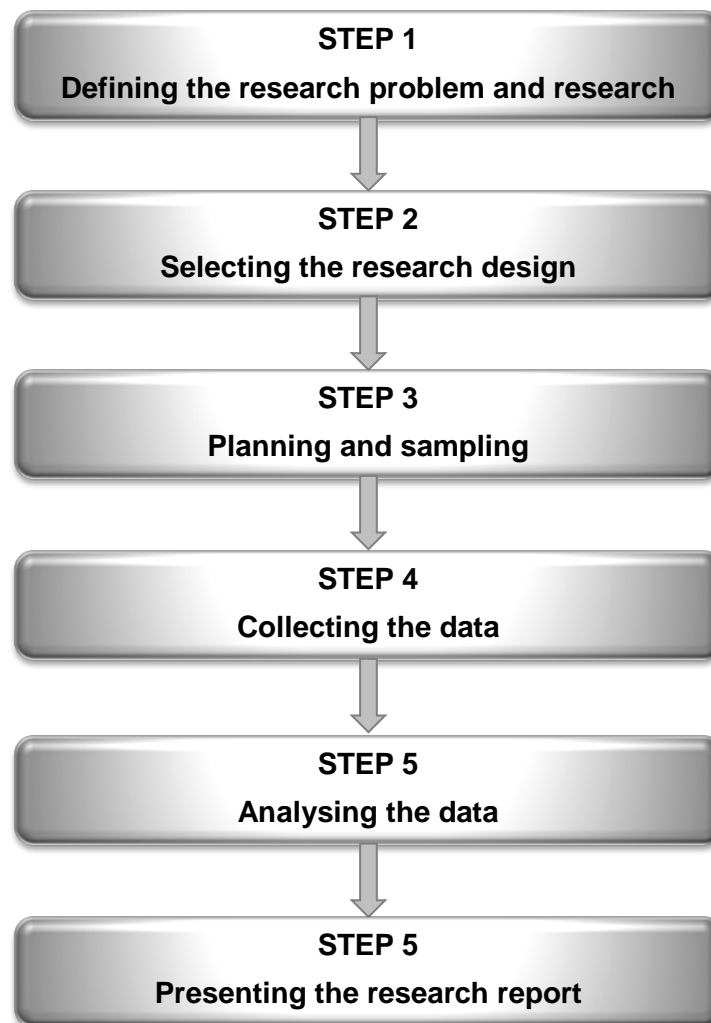 STEP 1
Defining the research problem and research
STEP 2
Selecting the research design
STEP 3
Planning and sampling
STEP 4
Collecting the data
STEP 5
Analysing the data
STEP 5
Presenting the research report